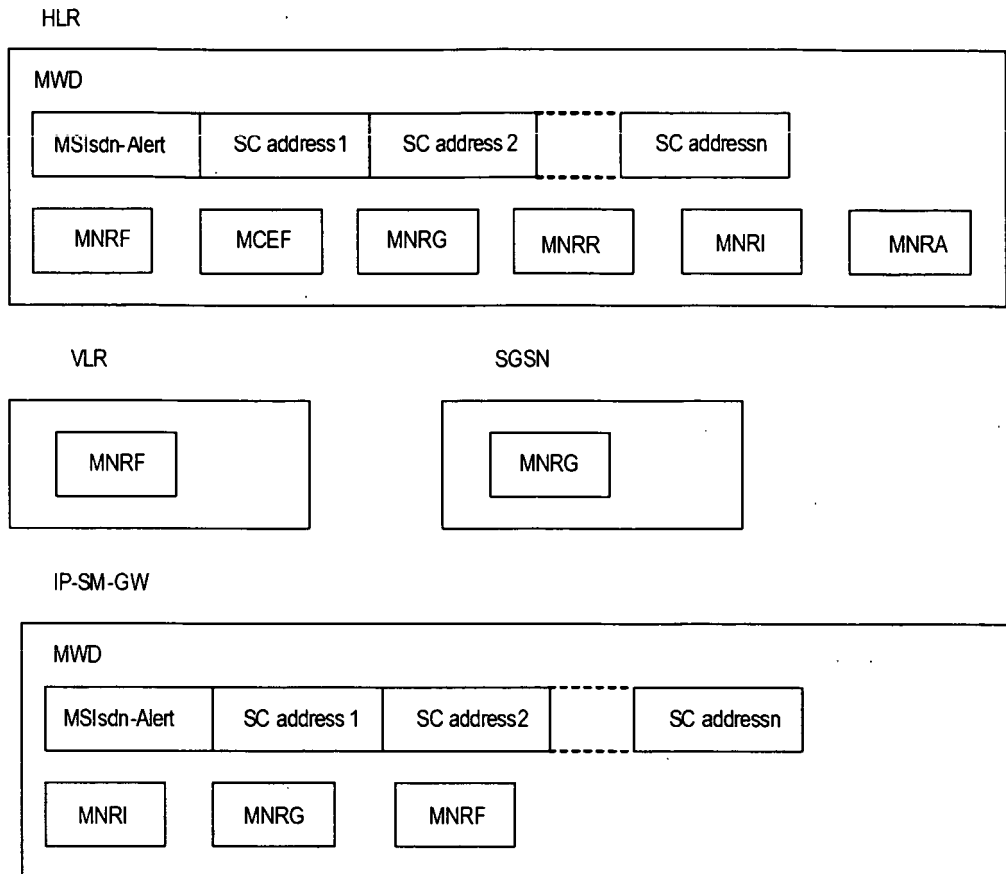 HLR
MWD
MSIsdn-Alert SC address 1 SC address 2 SC addressn
MNRF MCEF MNRG MNRR MNRI MNRA
VLR SGSN
MNRF MNRG
IP-SM-GW
MWD
MSIsdn-Alert SC address 1 SC address2 SC addressn
MNRI MNRG MNRF